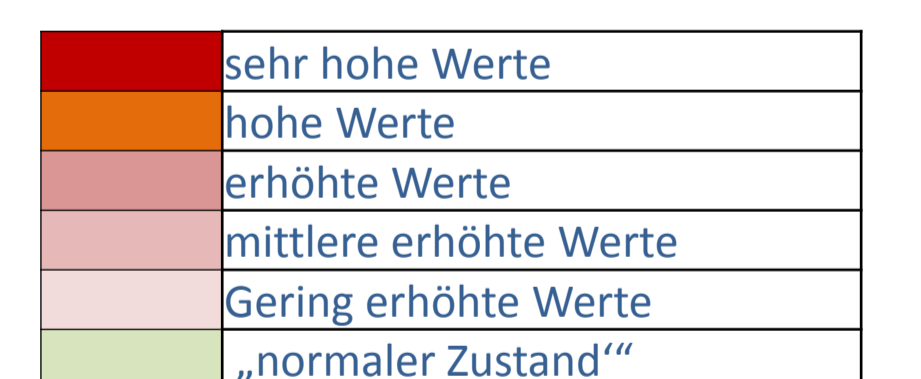 sehr hohe Werte
hohe Werte
erhöhte Werte
mittlere erhöhte Werte
Gering erhöhte Werte
„normaler Zustand‘“